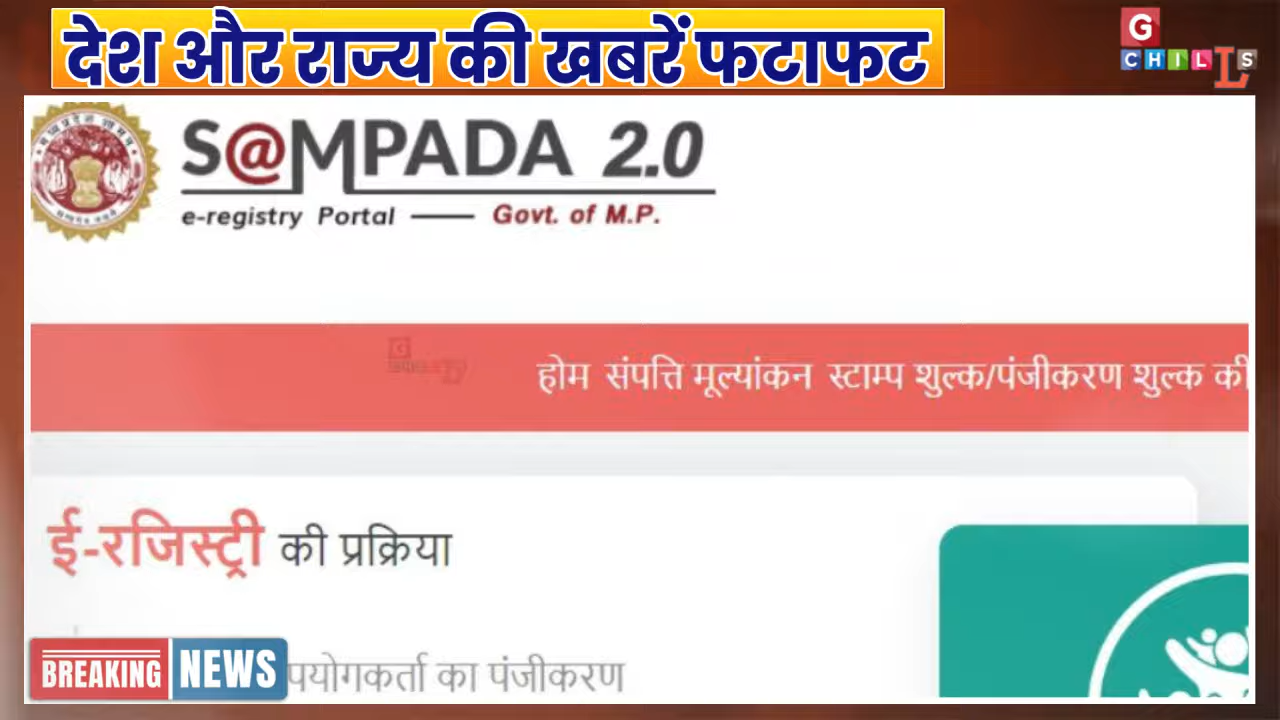 देश और राज्य की खबरें फटाफट
G
CHILLS
S@MPADA 2.0
e-registry Portal —— Govt. of M.P.
होम संपत्ति मूल्यांकन स्टाम्प शुल्क/पंजीकरण शुल्क की
ई-रजिस्ट्री की प्रक्रिया
BREAKING NEWS
पयोगकर्ता का पंजीकरण